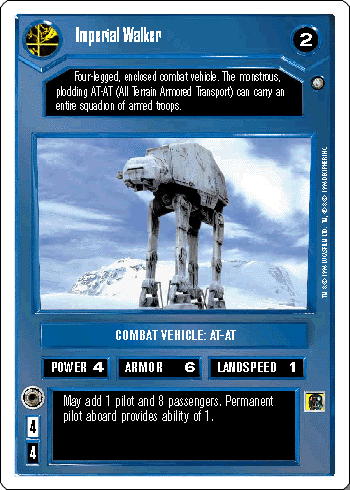 Imperial Walker
2
Four-legged, enclosed combat vehicle. The monstrous,
plodding AT-AT (All Terrain Armored Transport) can carry an
entire squadron of armed troops.
COMBAT VEHICLE: AT-AT
POWER 4
ARMOR 6
LANDSPEED 1
May add 1 pilot and 8 passengers. Permanent
pilot aboard provides ability of 1.
4
4